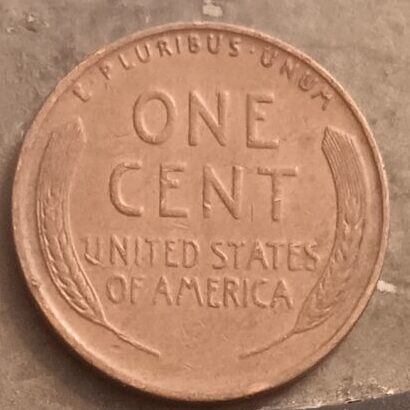 E·PLURIBUS·UNUM
ONE
CENT
UNITED STATES
OF AMERICA